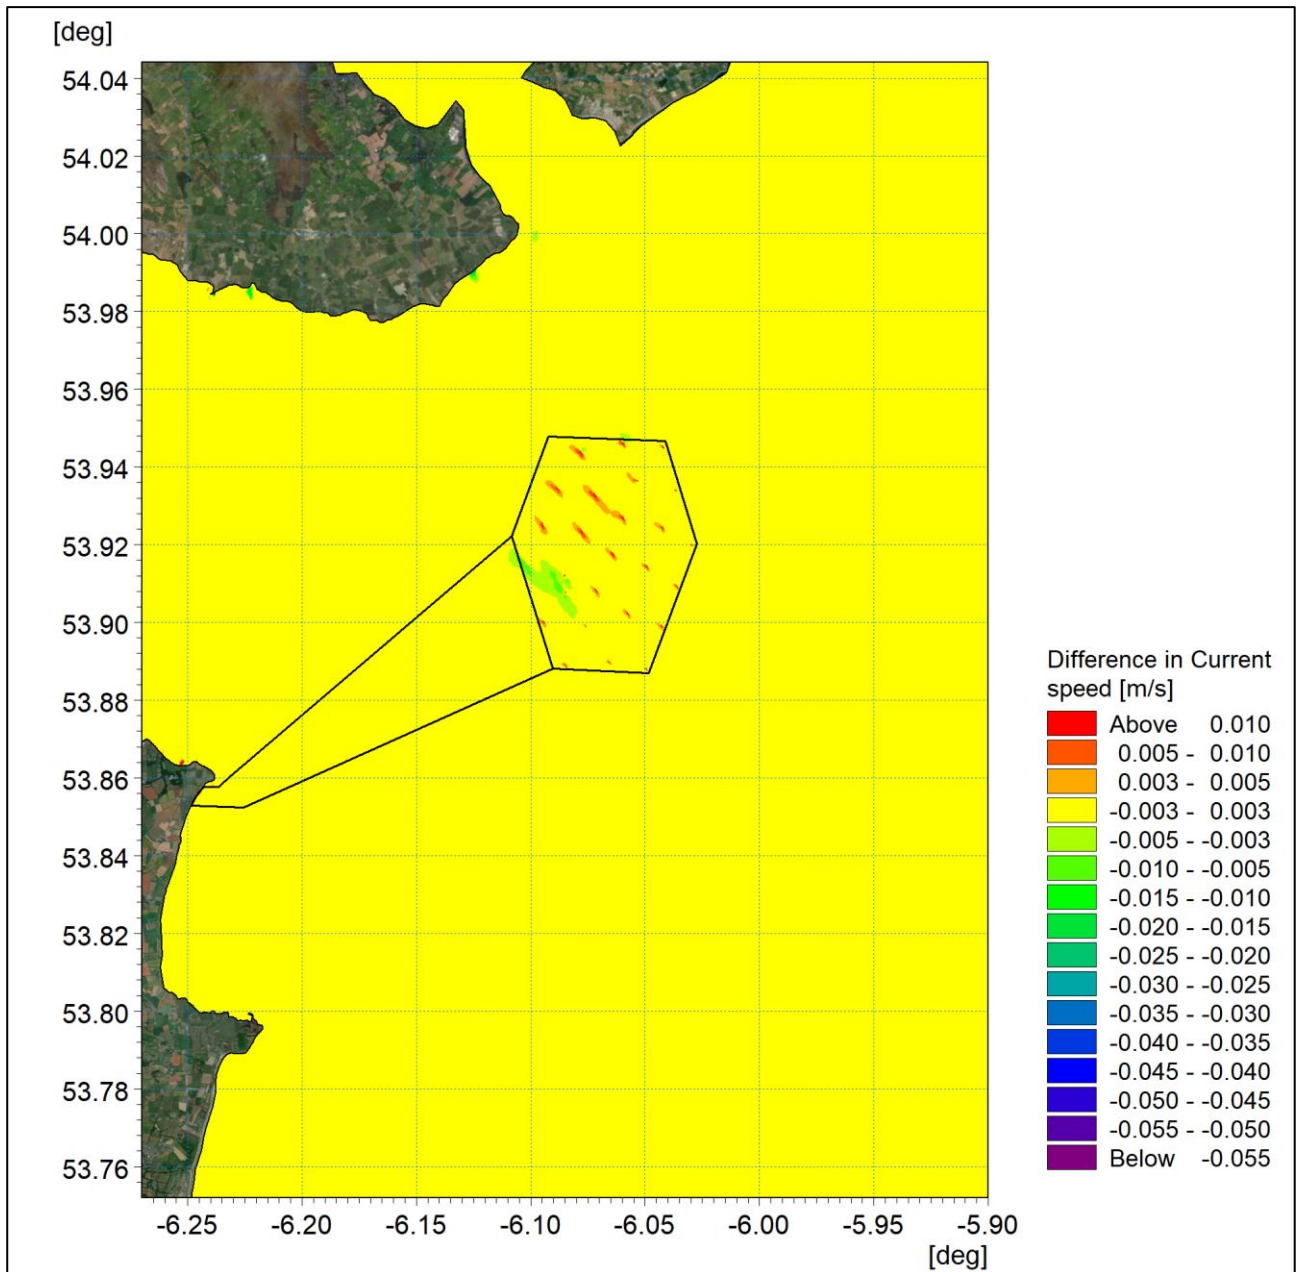 [deg]
54.04
54.02
54.00
53.98
53.96
53.94
53.92
53.90
53.88
53.86
53.84
53.82
53.80
53.78
53.76
-6.25 -6.20 -6.15 -6.10 -6.05 -6.00 -5.95 -5.90
[deg]
Difference in Current
speed [m/s]
Above 0.010
0.005 - 0.010
0.003 - 0.005
-0.003 - 0.003
-0.005 - -0.003
-0.010 - -0.005
-0.015 - -0.010
-0.020 - -0.015
-0.025 - -0.020
-0.030 - -0.025
-0.035 - -0.030
-0.040 - -0.035
-0.045 - -0.040
-0.050 - -0.045
-0.055 - -0.050
Below -0.055